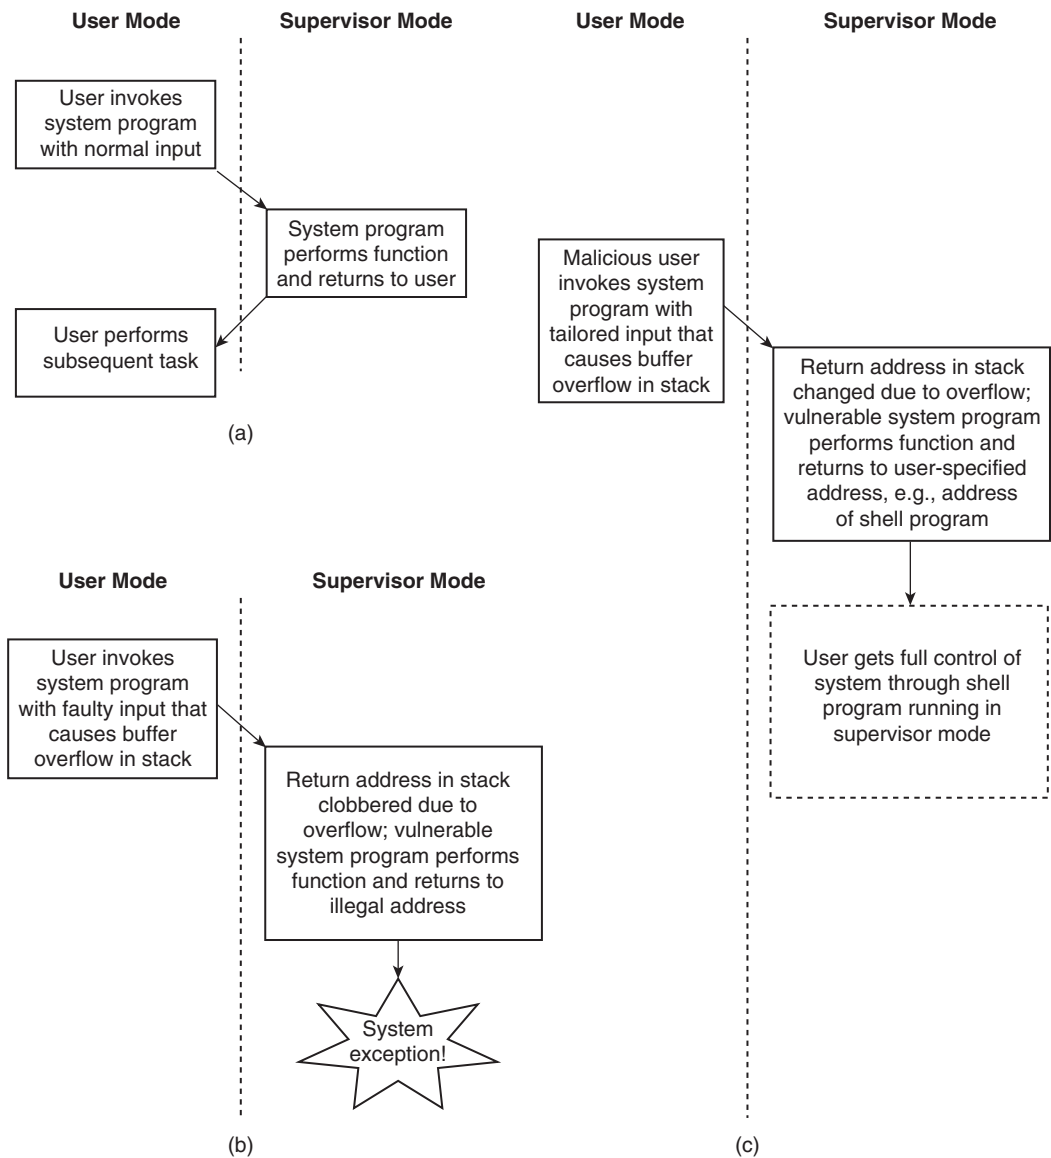 User Mode
Supervisor Mode
User invokes
system program
with normal input
System program
performs function
and returns to user
User performs
subsequent task
(a)
User Mode
Supervisor Mode
User invokes
system program
with faulty input that
causes buffer
overflow in stack
Return address in stack
clobbered due to
overflow; vulnerable
system program performs
function and returns to
illegal address
System
exception!
(b)
User Mode
Supervisor Mode
Malicious user
invokes system
program with
tailored input that
causes buffer
overflow in stack
Return address in stack
changed due to overflow;
vulnerable system program
performs function and
returns to user-specified
address, e.g., address
of shell program
User gets full control of
system through shell
program running in
supervisor mode
(c)